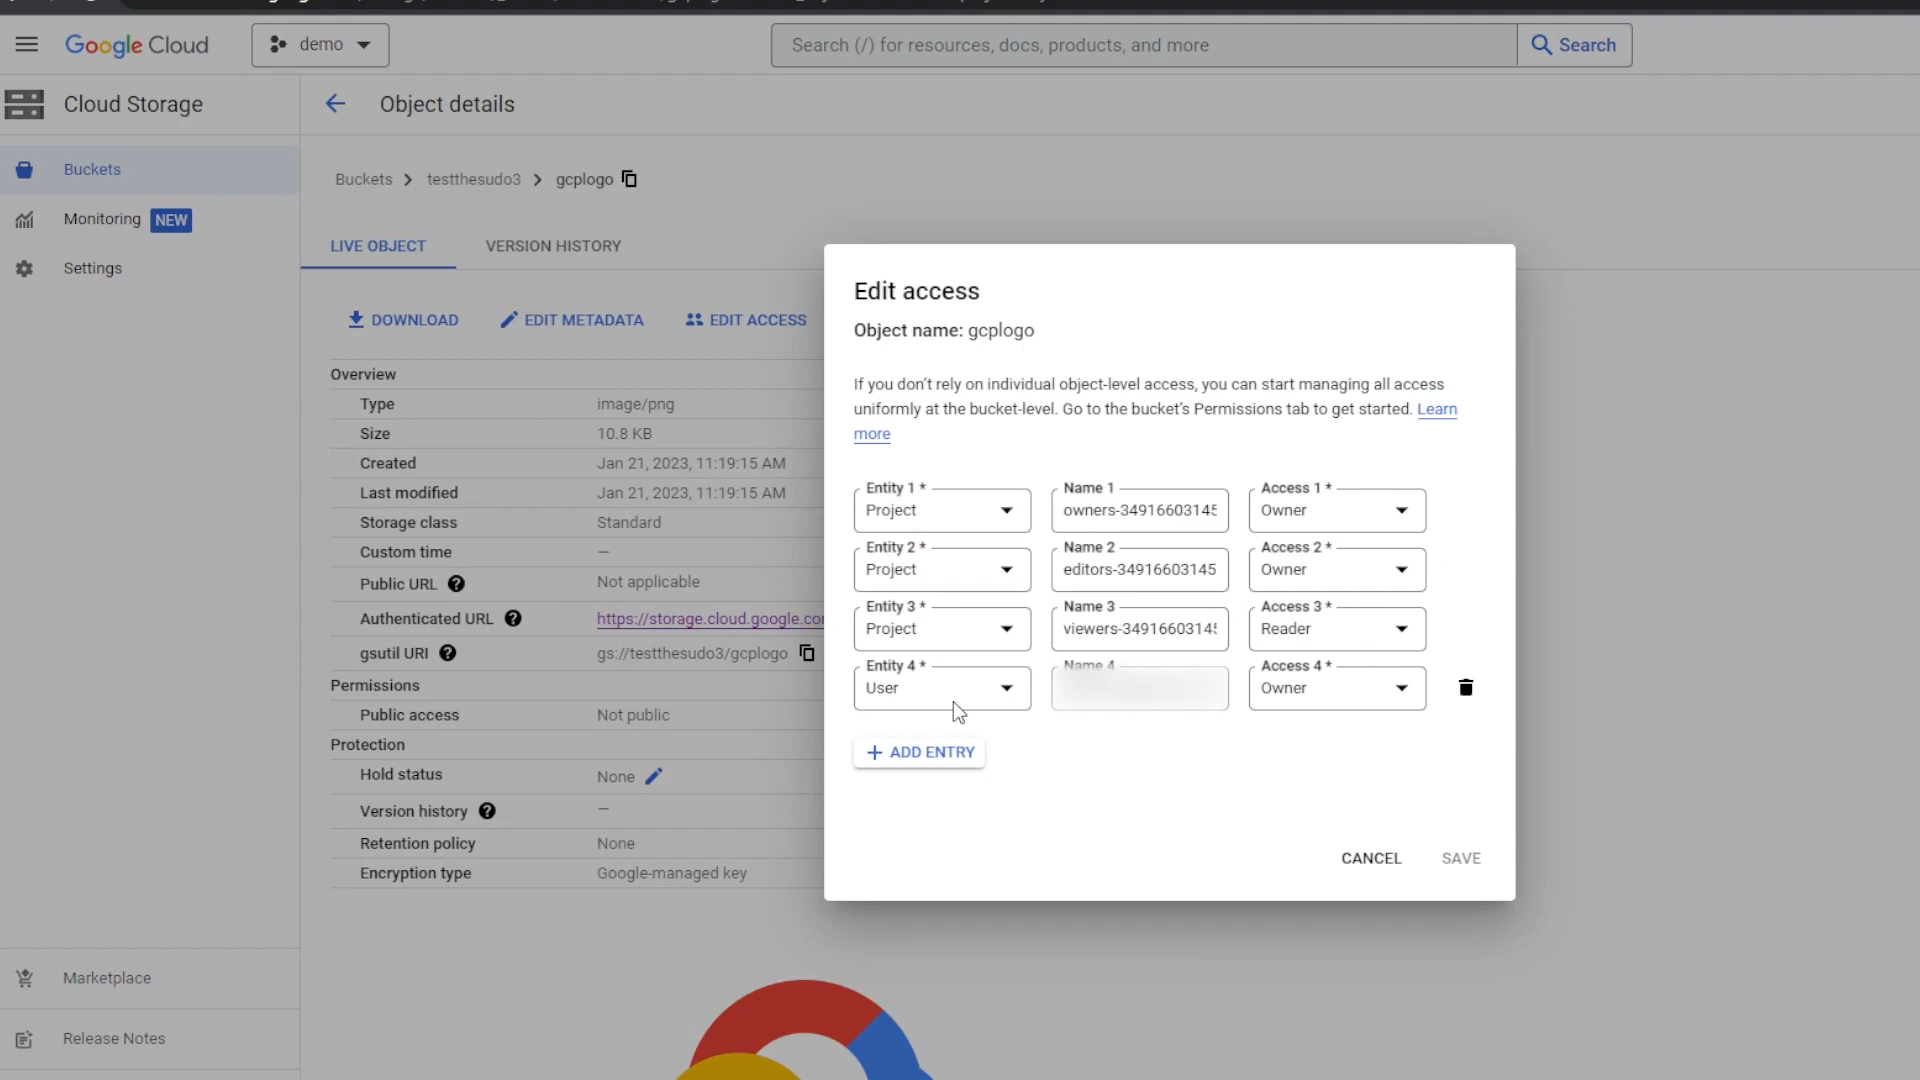 Google Cloud
demo
Search (/) for resources, docs, products, and more
Search
Cloud Storage
Object details
Buckets
Monitoring NEW
Settings
Buckets
testthesudo3
gcplogo
LIVE OBJECT
VERSION HISTORY
DOWNLOAD
EDIT METADATA
EDIT ACCESS
Overview
Type image/png
Size 10.8 KB
Created Jan 21, 2023, 11:19:15 AM
Last modified Jan 21, 2023, 11:19:15 AM
Storage class Standard
Custom time —
Public URL ? Not applicable
Authenticated URL ? https://storage.cloud.google.co
gsutil URI ? gs://testthesudo3/gcplogo
Permissions
Public access Not public
Protection
Hold status None
Version history ? —
Retention policy None
Encryption type Google-managed key
Edit access
Object name: gcplogo
If you don’t rely on individual object-level access, you can start managing all access
uniformly at the bucket-level. Go to the bucket’s Permissions tab to get started. Learn
more
Entity 1 * Name 1 Access 1 *
Project owners-34916603145 Owner
Entity 2 * Name 2 Access 2 *
Project editors-34916603145 Owner
Entity 3 * Name 3 Access 3 *
Project viewers-3491660314 Reader
Entity 4 * Name 4 Access 4 *
User Owner
+ ADD ENTRY
CANCEL
SAVE
Marketplace
Release Notes